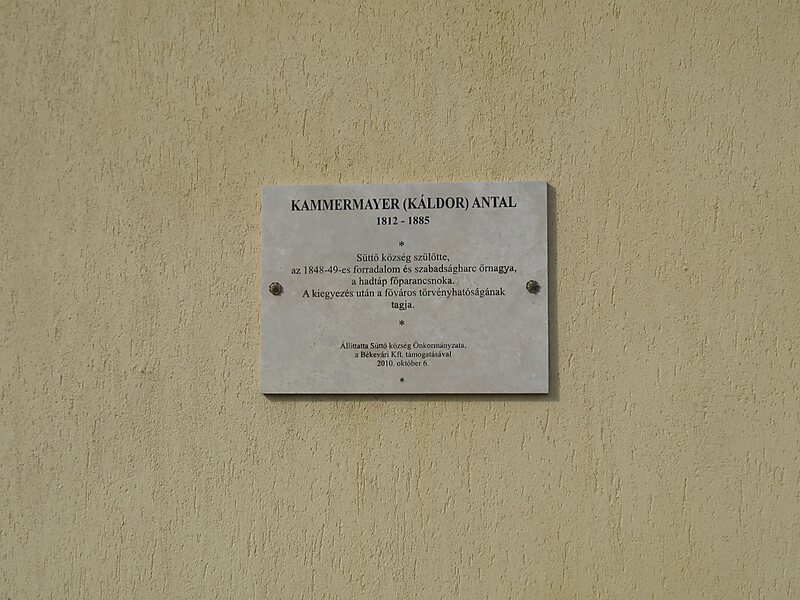 KAMMERMAYER (KÁLDOR) ANTAL
1812 - 1885
*
Süttő község szülötte,
az 1848-49-es forradalom és szabadságharc őrnagya,
a hadtáp főparancsnoka.
A kiegyezés után a főváros törvényhatóságának
tagja.
*
Állíttatta Süttő község Önkormányzata,
a Békevári Kft. támogatásával
2010. október 6.
*